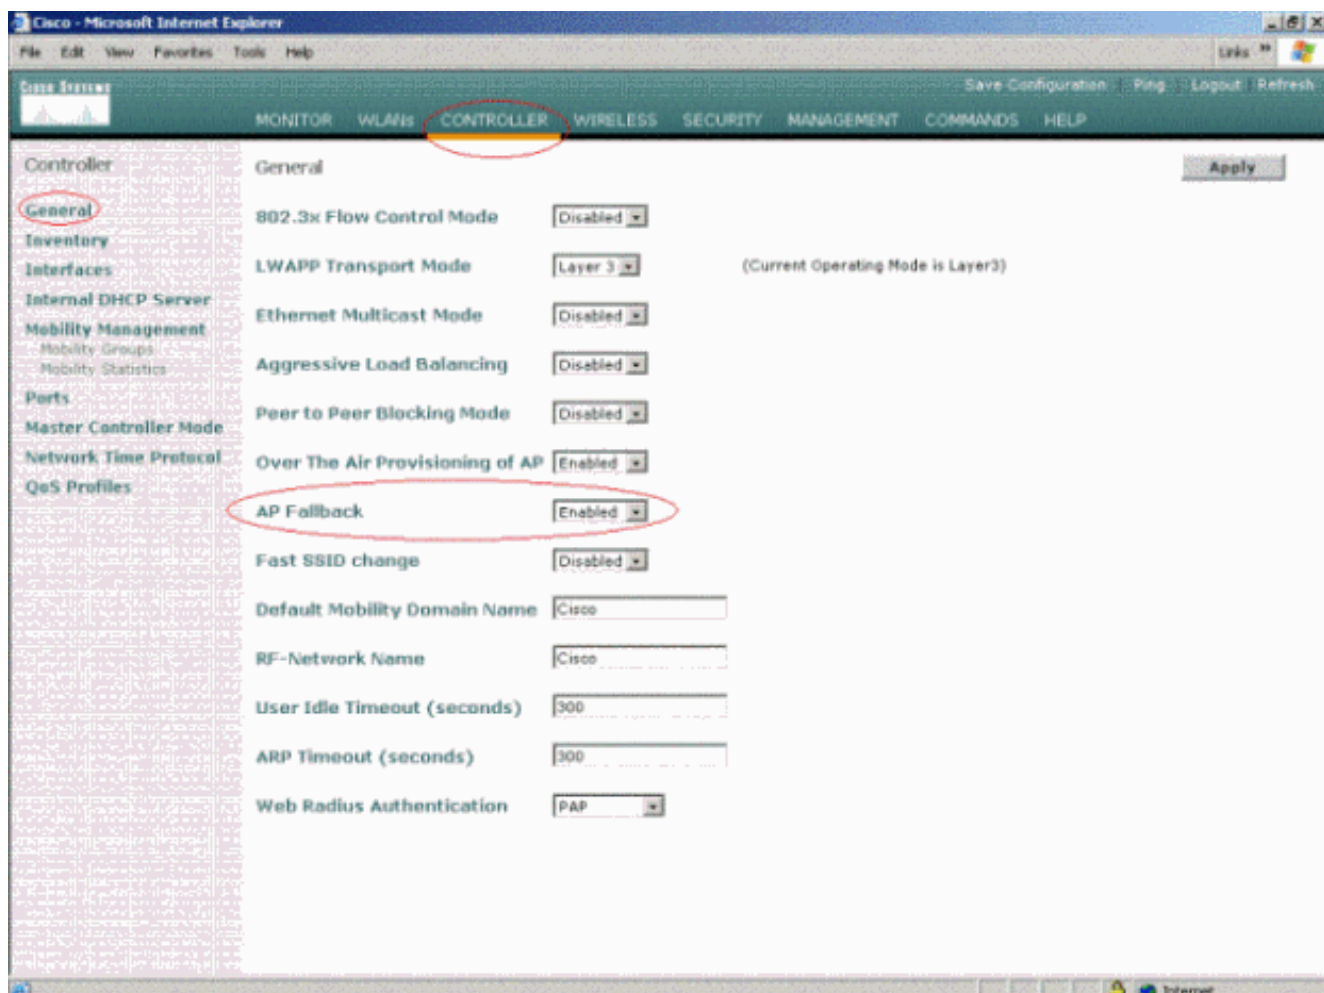 Cisco - Microsoft Internet Explorer
File Edit View Favorites Tools Help Links »
CISCO SYSTEMS
Save Configuration Ping Logout Refresh
MONITOR WLANs CONTROLLER WIRELESS SECURITY MANAGEMENT COMMANDS HELP
Controller
General
Inventory
Interfaces
Internal DHCP Server
Mobility Management
Mobility Groups
Mobility Statistics
Ports
Master Controller Mode
Network Time Protocol
QoS Profiles
General Apply
802.3x Flow Control Mode Disabled
LWAPP Transport Mode Layer 3 (Current Operating Mode is Layer3)
Ethernet Multicast Mode Disabled
Aggressive Load Balancing Disabled
Peer to Peer Blocking Mode Disabled
Over The Air Provisioning of AP Enabled
AP Fallback Enabled
Fast SSID change Disabled
Default Mobility Domain Name Cisco
RF-Network Name Cisco
User Idle Timeout (seconds) 300
ARP Timeout (seconds) 300
Web Radius Authentication PAP
Internet